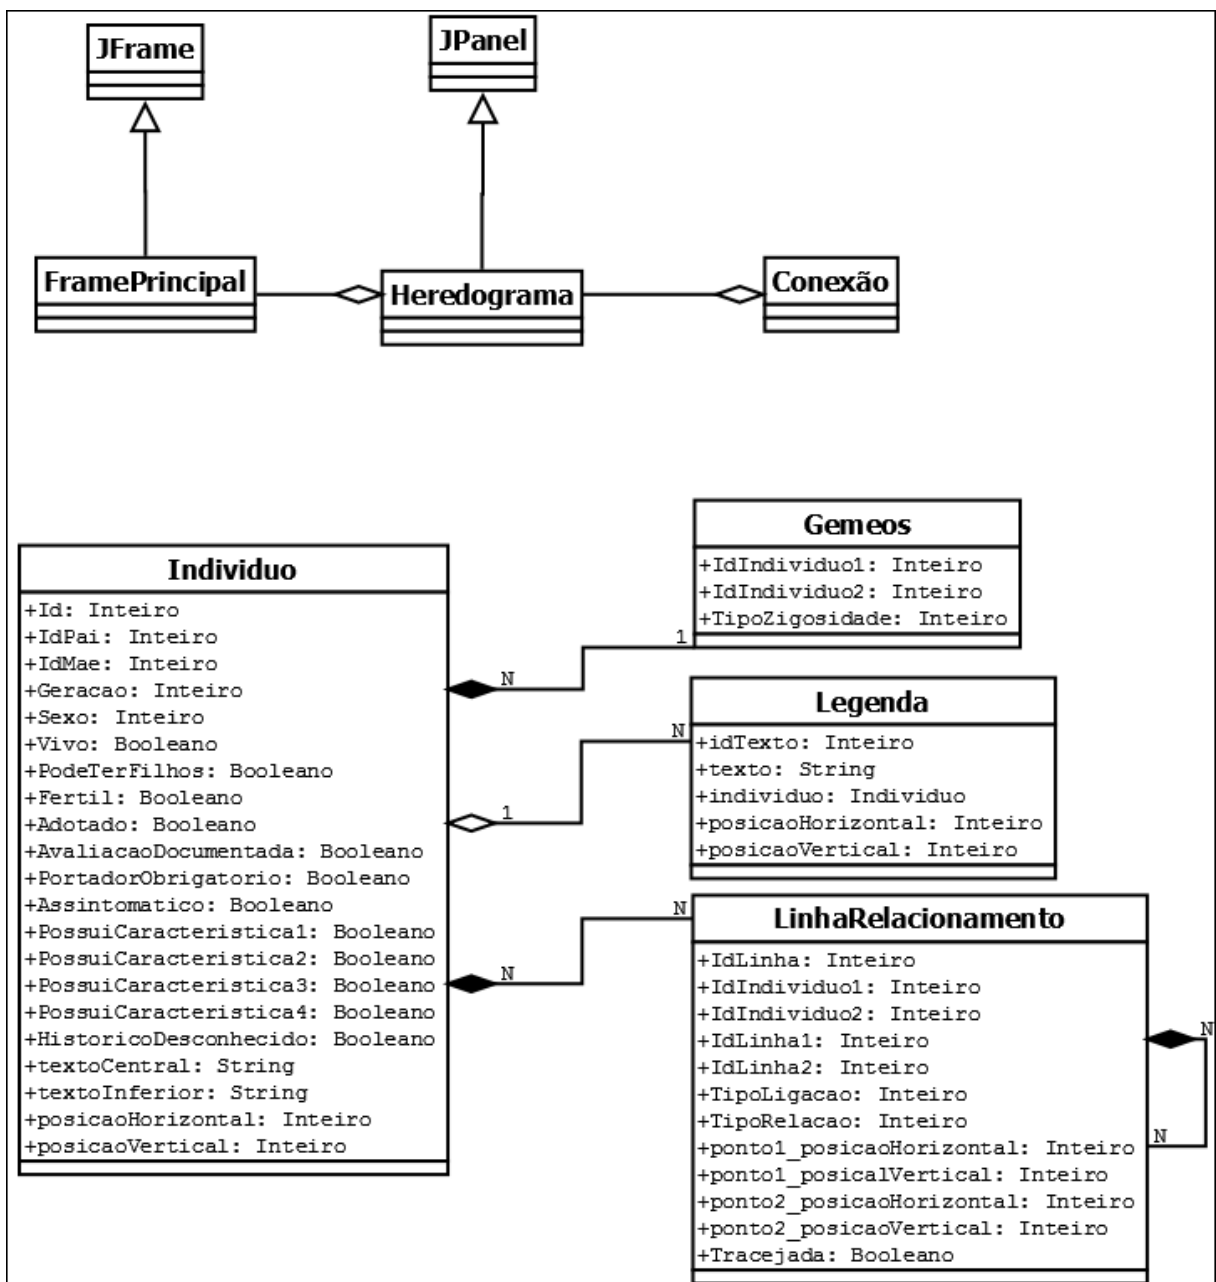 JFrame
JPanel
FramePrincipal
Heredograma
Conexão
Individuo
+Id: Inteiro
+IdPai: Inteiro
+IdMae: Inteiro
+Geracao: Inteiro
+Sexo: Inteiro
+Vivo: Booleano
+PodeTerFilhos: Booleano
+Fertil: Booleano
+Adotado: Booleano
+AvaliacaoDocumentada: Booleano
+PortadorObrigatorio: Booleano
+Assintomatico: Booleano
+PossuiCaracteristica1: Booleano
+PossuiCaracteristica2: Booleano
+PossuiCaracteristica3: Booleano
+PossuiCaracteristica4: Booleano
+HistoricoDesconhecido: Booleano
+textoCentral: String
+textoInferior: String
+posicaoHorizontal: Inteiro
+posicaoVertical: Inteiro
N
1
Gemeos
+IdIndividuo1: Inteiro
+IdIndividuo2: Inteiro
+TipoZigosidade: Inteiro
1
N
Legenda
+idTexto: Inteiro
+texto: String
+individuo: Individuo
+posicaoHorizontal: Inteiro
+posicaoVertical: Inteiro
N
N
LinhaRelacionamento
+IdLinha: Inteiro
+IdIndividuo1: Inteiro
+IdIndividuo2: Inteiro
+IdLinha1: Inteiro
+IdLinha2: Inteiro
+TipoLigacao: Inteiro
+TipoRelacao: Inteiro
+ponto1_posicaoHorizontal: Inteiro
+ponto1_posicalVertical: Inteiro
+ponto2_posicaoHorizontal: Inteiro
+ponto2_posicaoVertical: Inteiro
+Tracejada: Booleano
N
N